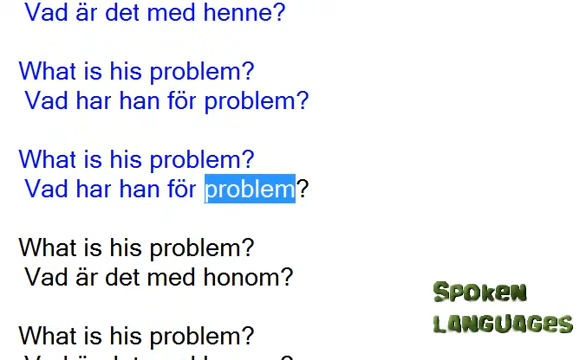 Vad är det med henne?
What is his problem?
Vad har han för problem?
What is his problem?
Vad har han för problem?
What is his problem?
Vad är det med honom?
What is his problem?
SPOKEN
LANGUAGES